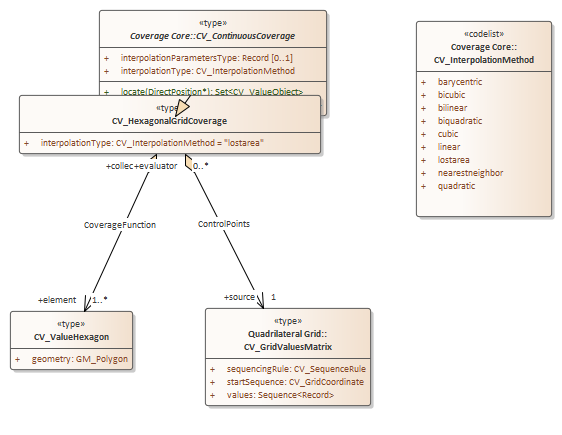 «type»
Coverage Core::CV_ContinuousCoverage
+ interpolationParametersType: Record [0..1]
+ interpolationType: CV_InterpolationMethod
+ locate(DirectPosition*): Set<CV_ValueObject>
«type»
CV_HexagonalGridCoverage
+ interpolationType: CV_InterpolationMethod = "lostarea"
«codelist»
Coverage Core::
CV_InterpolationMethod
+ barycentric
+ bicubic
+ bilinear
+ biquadratic
+ cubic
+ linear
+ lostarea
+ nearestneighbor
+ quadratic
+collec+evaluator 0..*
CoverageFunction
ControlPoints
+element 1..*
+source 1
«type»
CV_ValueHexagon
+ geometry: GM_Polygon
«type»
Quadrilateral Grid::
CV_GridValuesMatrix
+ sequencingRule: CV_SequenceRule
+ startSequence: CV_GridCoordinate
+ values: Sequence<Record>